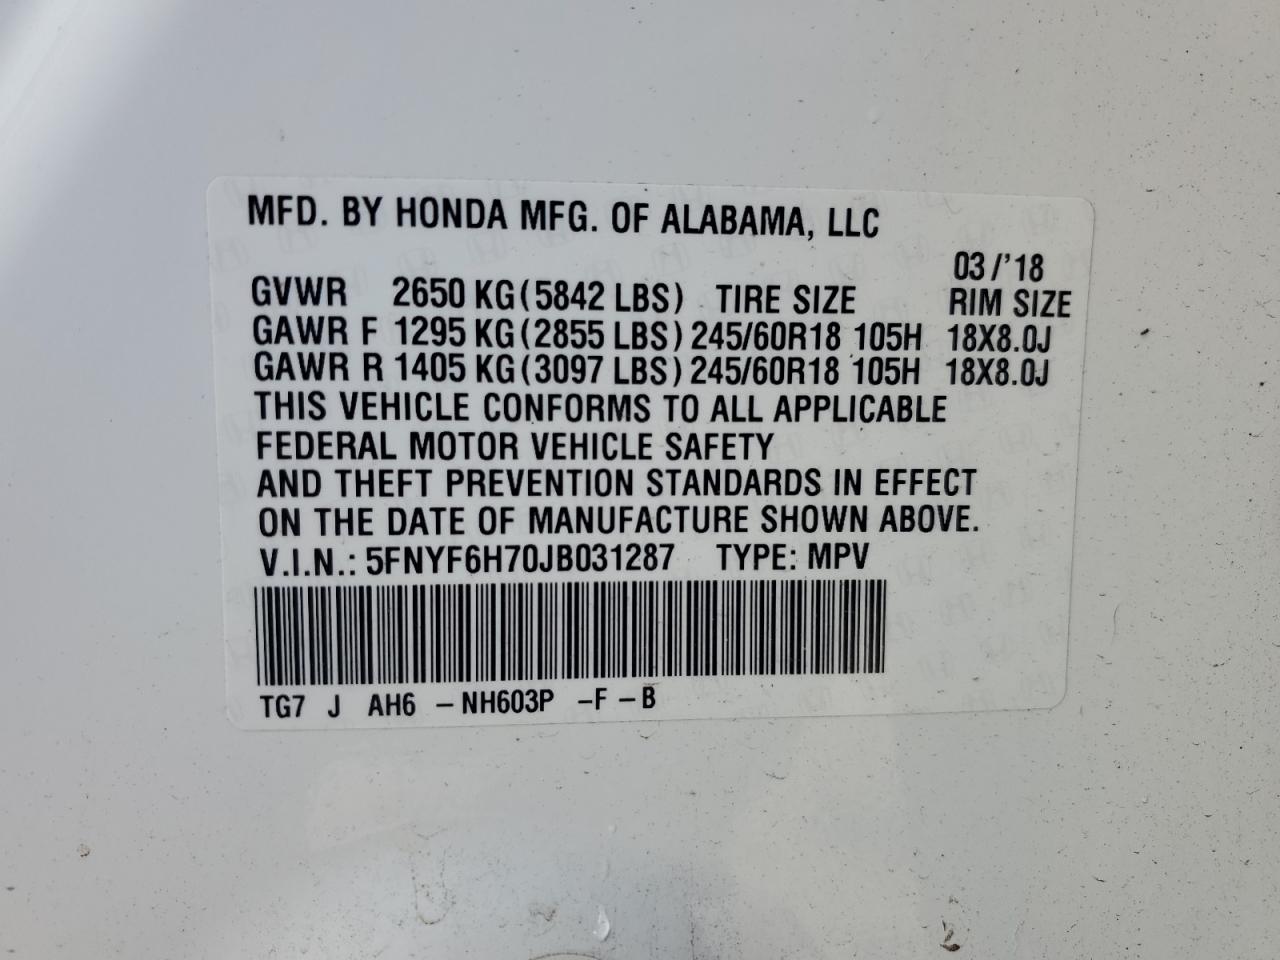 MFD. BY HONDA MFG. OF ALABAMA, LLC
03 /'18
GVWR 2650 KG(5842 LBS) TIRE SIZE RIM SIZE
GAWR F 1295 KG(2855 LBS) 245/60R18 105H 18X8.0J
GAWR R 1405 KG(3097 LBS) 245/60R18 105H 18X8.0J
THIS VEHICLE CONFORMS TO ALL APPLICABLE
FEDERAL MOTOR VEHICLE SAFETY
AND THEFT PREVENTION STANDARDS IN EFFECT
ON THE DATE OF MANUFACTURE SHOWN ABOVE.
V.I.N.: 5FNYF6H70JB031287 TYPE: MPV
TG7 J AH6 – NH603P –F – B